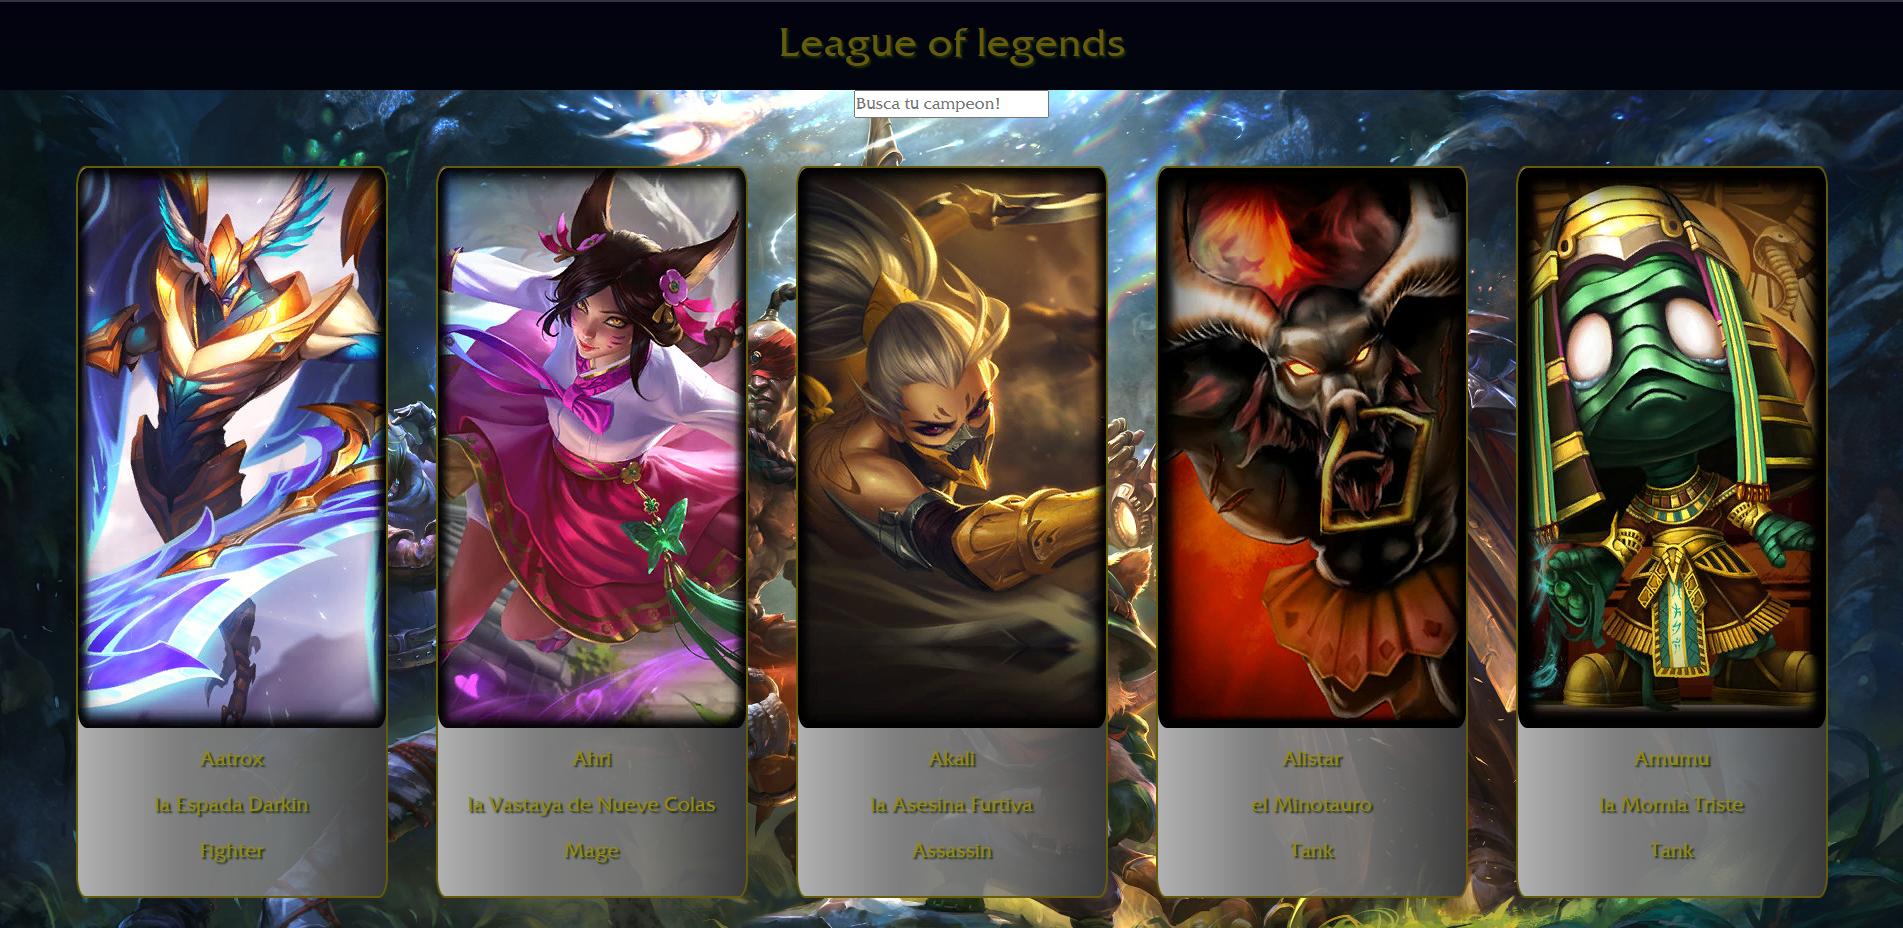 League of legends
Busca tu campeon!
Aatrox
la Espada Darkin
Fighter
Ahri
la Vastaya de Nueve Colas
Mage
Akali
la Asesina Furtiva
Assassin
Alistar
el Minotauro
Tank
Amumu
la Momia Triste
Tank